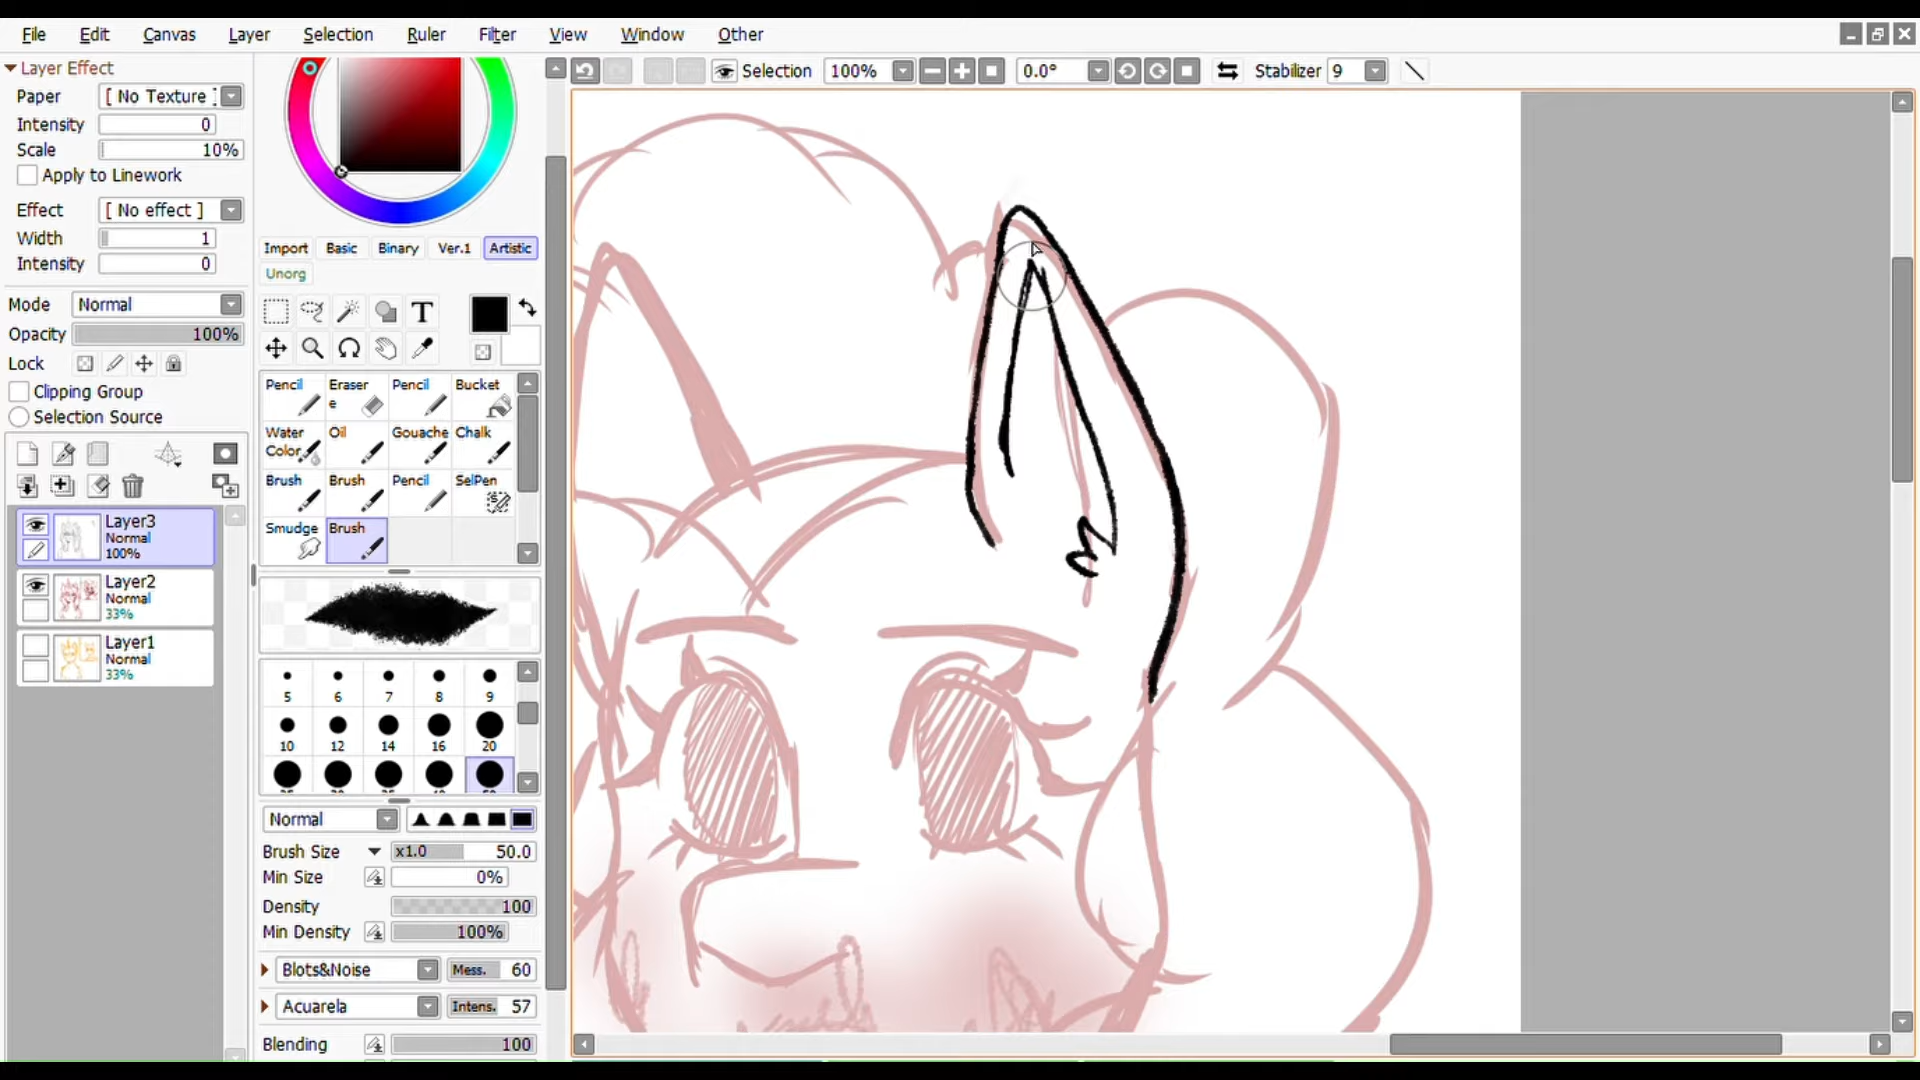 File Edit Canvas Layer Selection Ruler Filter View Window Other
Layer Effect
Paper [ No Texture ]
Intensity 0
Scale 10%
Apply to Linework
Effect [ No effect ]
Width 1
Intensity 0
Mode Normal
Opacity 100%
Lock
Clipping Group
Selection Source
Layer3
Normal
100%
Layer2
Normal
33%
Layer1
Normal
33%
Import Basic Binary Ver.1 Artistic
Unorg
T
Pencil Eraser Pencil Bucket
e
Water Oil Gouache Chalk
Color
Brush Brush Pencil SelPen
Smudge Brush
5 6 7 8 9
10 12 14 16 20
Normal
Brush Size x1.0 50.0
Min Size 0%
Density 100
Min Density 100%
Blots&Noise Mess. 60
Acuarela Intens. 57
Blending 100
Selection 100% 0.0° Stabilizer 9